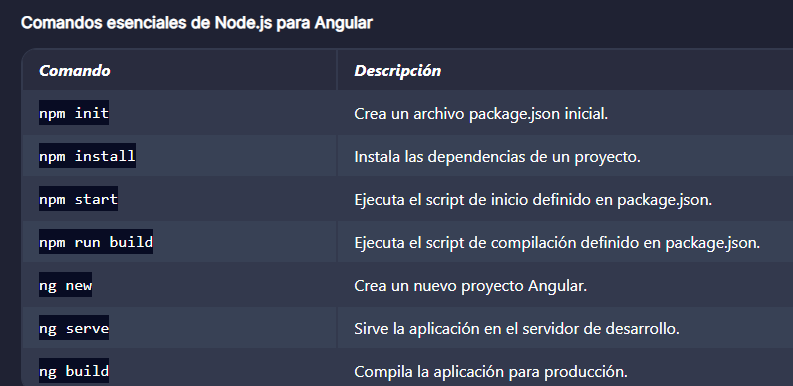 Comandos esenciales de Node.js para Angular
Comando Descripción
npm init Crea un archivo package.json inicial.
npm install Instala las dependencias de un proyecto.
npm start Ejecuta el script de inicio definido en package.json.
npm run build Ejecuta el script de compilación definido en package.json.
ng new Crea un nuevo proyecto Angular.
ng serve Sirve la aplicación en el servidor de desarrollo.
ng build Compila la aplicación para producción.